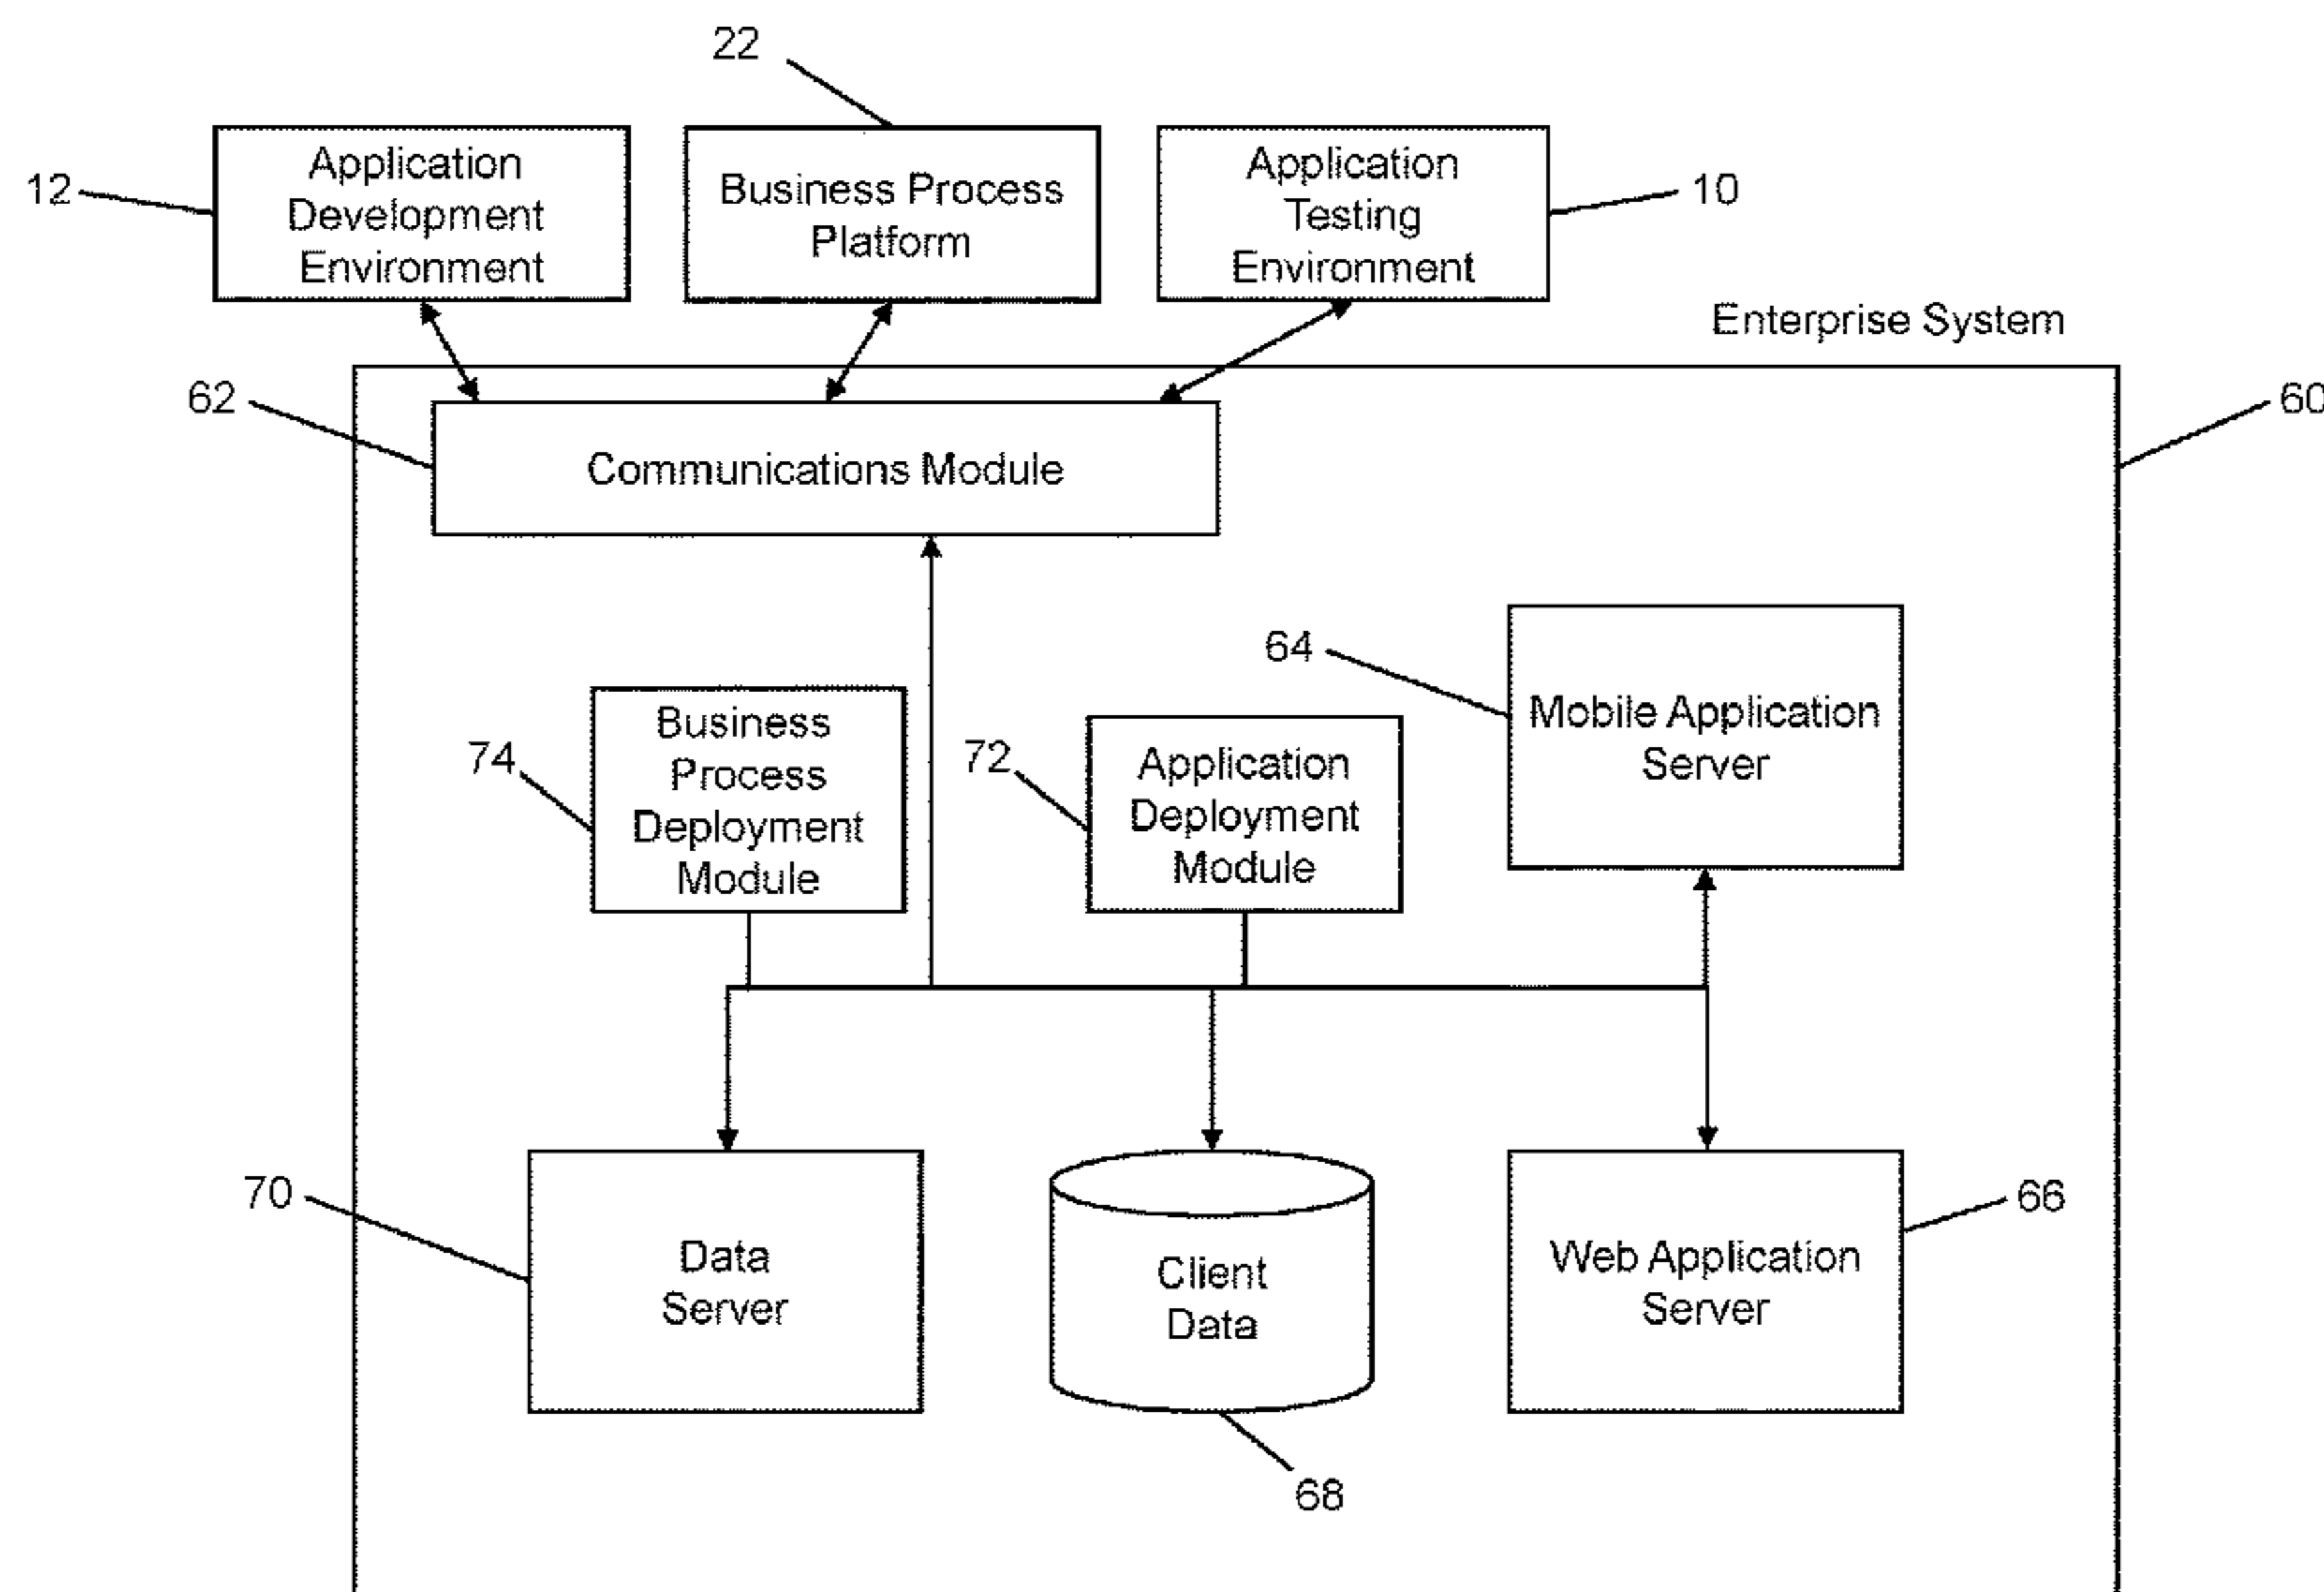 22
Application
Development
Environment
Business Process
Platform
Application
Testing
Environment
12
10
Enterprise System
62
60
Communications Module
64
Mobile Application
Server
74
Business
Process
Deployment
Module
72
Application
Deployment
Module
70
Data
Server
Client
Data
Web Application
Server
66
68